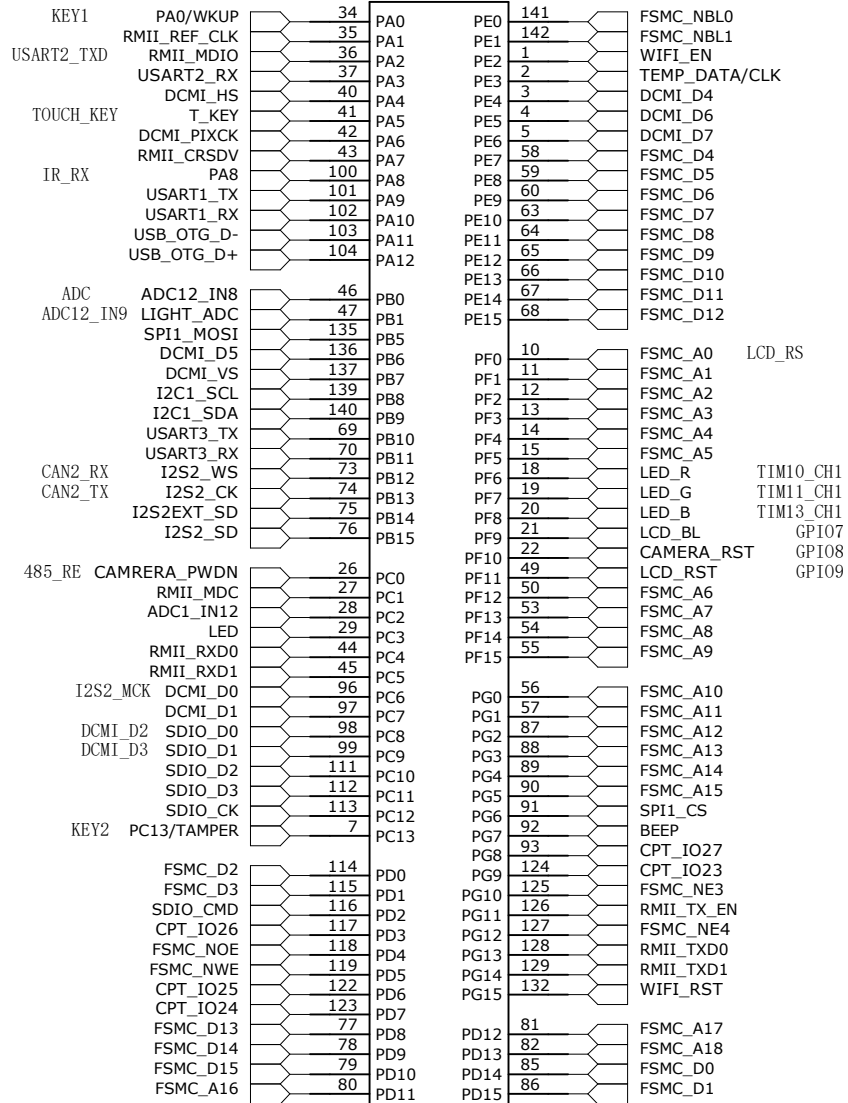 KEY1 PA0/WKUP 34 PA0
RMII_REF_CLK 35 PA1
USART2_TXD RMII_MDIO 36 PA2
USART2_RX 37 PA3
DCMI_HS 40 PA4
TOUCH_KEY T_KEY 41 PA5
DCMI_PIXCK 42 PA6
RMII_CRSDV 43 PA7
IR_RX PA8 100 PA8
USART1_TX 101 PA9
USART1_RX 102 PA10
USB_OTG_D- 103 PA11
USB_OTG_D+ 104 PA12
ADC ADC12_IN8 46 PB0
ADC12_IN9 LIGHT_ADC 47 PB1
SPI1_MOSI 135 PB5
DCMI_D5 136 PB6
DCMI_VS 137 PB7
I2C1_SCL 139 PB8
I2C1_SDA 140 PB9
USART3_TX 69 PB10
USART3_RX 70 PB11
CAN2_RX I2S2_WS 73 PB12
CAN2_TX I2S2_CK 74 PB13
I2S2EXT_SD 75 PB14
I2S2_SD 76 PB15
485_RE CAMRERA_PWDN 26 PC0
RMII_MDC 27 PC1
ADC1_IN12 28 PC2
LED 29 PC3
RMII_RXD0 44 PC4
RMII_RXD1 45 PC5
I2S2_MCK DCMI_D0 96 PC6
DCMI_D1 97 PC7
DCMI_D2 SDIO_D0 98 PC8
DCMI_D3 SDIO_D1 99 PC9
SDIO_D2 111 PC10
SDIO_D3 112 PC11
SDIO_CK 113 PC12
KEY2 PC13/TAMPER 7 PC13
FSMC_D2 114 PD0
FSMC_D3 115 PD1
SDIO_CMD 116 PD2
CPT_IO26 117 PD3
FSMC_NOE 118 PD4
FSMC_NWE 119 PD5
CPT_IO25 122 PD6
CPT_IO24 123 PD7
FSMC_D13 77 PD8
FSMC_D14 78 PD9
FSMC_D15 79 PD10
FSMC_A16 80 PD11
PE0 141 FSMC_NBL0
PE1 142 FSMC_NBL1
PE2 1 WIFI_EN
PE3 2 TEMP_DATA/CLK
PE4 3 DCMI_D4
PE5 4 DCMI_D6
PE6 5 DCMI_D7
PE7 58 FSMC_D4
PE8 59 FSMC_D5
PE9 60 FSMC_D6
PE10 63 FSMC_D7
PE11 64 FSMC_D8
PE12 65 FSMC_D9
PE13 66 FSMC_D10
PE14 67 FSMC_D11
PE15 68 FSMC_D12
PF0 10 FSMC_A0 LCD_RS
PF1 11 FSMC_A1
PF2 12 FSMC_A2
PF3 13 FSMC_A3
PF4 14 FSMC_A4
PF5 15 FSMC_A5
PF6 18 LED_R TIM10_CH1
PF7 19 LED_G TIM11_CH1
PF8 20 LED_B TIM13_CH1
PF9 21 LCD_BL GPIO7
PF10 22 CAMERA_RST GPIO8
PF11 49 LCD_RST GPIO9
PF12 50 FSMC_A6
PF13 53 FSMC_A7
PF14 54 FSMC_A8
PF15 55 FSMC_A9
PG0 56 FSMC_A10
PG1 57 FSMC_A11
PG2 87 FSMC_A12
PG3 88 FSMC_A13
PG4 89 FSMC_A14
PG5 90 FSMC_A15
PG6 91 SPI1_CS
PG7 92 BEEP
PG8 93 CPT_IO27
PG9 124 CPT_IO23
PG10 125 FSMC_NE3
PG11 126 RMII_TX_EN
PG12 127 FSMC_NE4
PG13 128 RMII_TXD0
PG14 129 RMII_TXD1
PG15 132 WIFI_RST
PD12 81 FSMC_A17
PD13 82 FSMC_A18
PD14 85 FSMC_D0
PD15 86 FSMC_D1